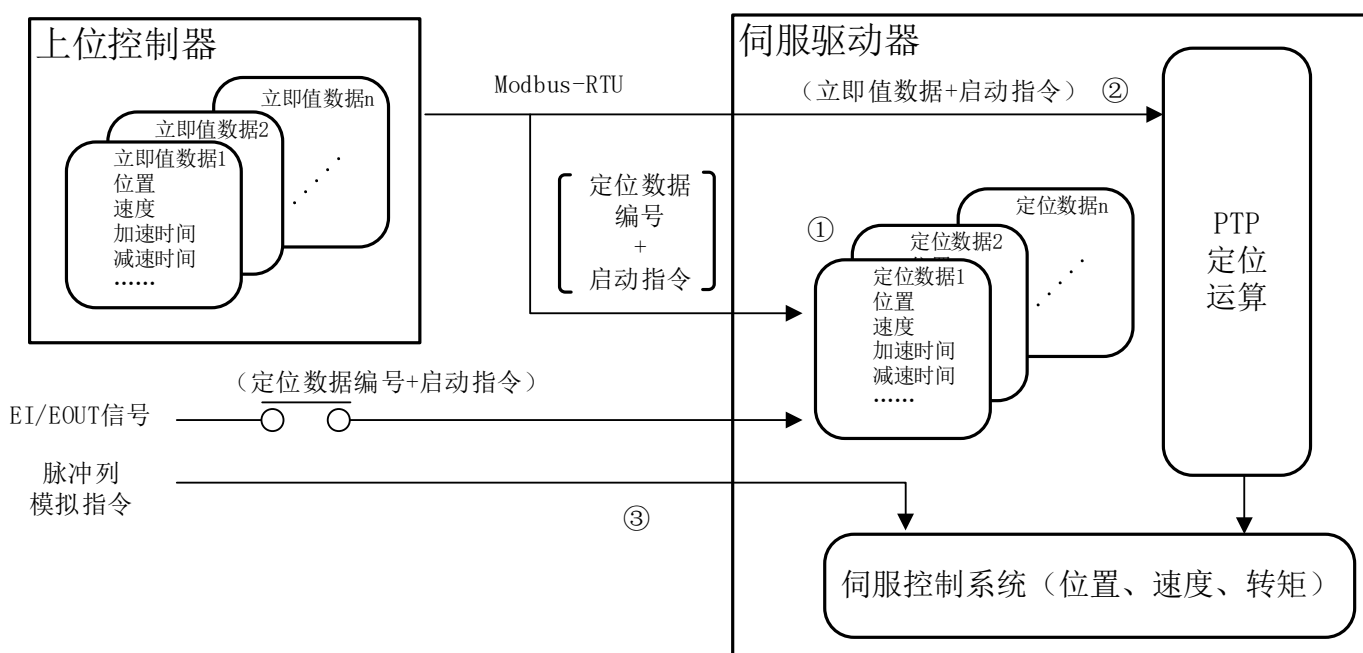 上位控制器
立即值数据n
立即值数据2
立即值数据1
位置
速度
加速时间
减速时间
……
Modbus-RTU
定位数据
编号
+
启动指令
(定位数据编号+启动指令)
EI/EOUT信号
脉冲列
模拟指令
③
伺服驱动器
(立即值数据+启动指令) ②
①
定位数据n
定位数据2
定位数据1
位置
速度
加速时间
减速时间
……
PTP
定位
运算
伺服控制系统(位置、速度、转矩)